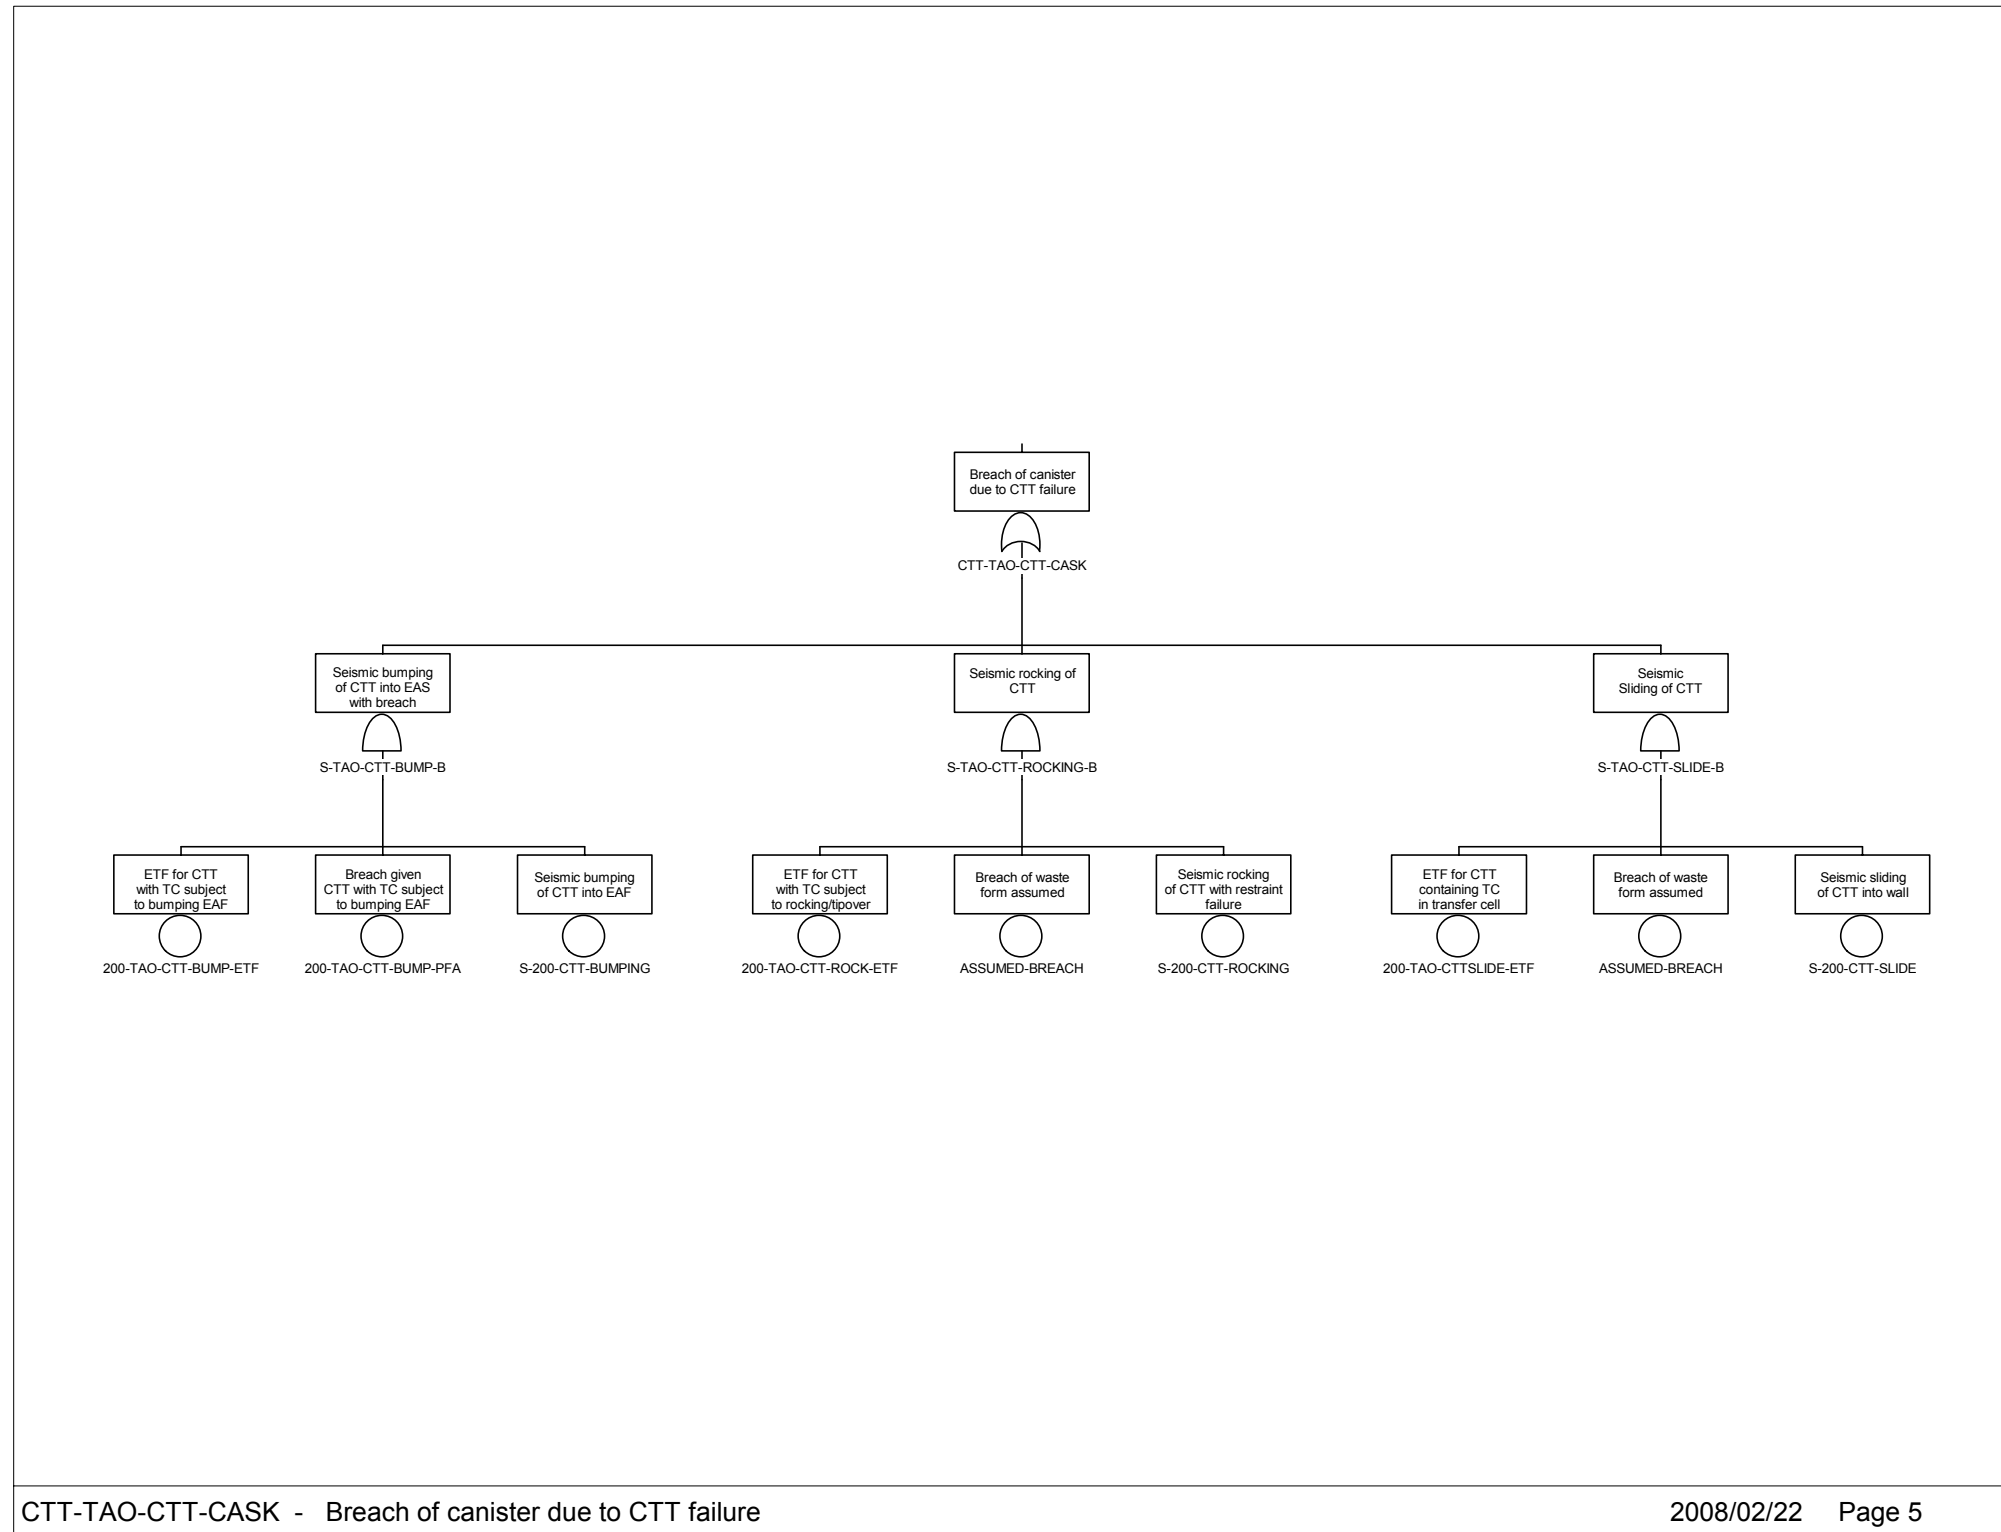 Breach of canister
due to CTT failure
CTT-TAO-CTT-CASK
Seismic bumping
of CTT into EAS
with breach
S-TAO-CTT-BUMP-B
Seismic rocking of
CTT
S-TAO-CTT-ROCKING-B
Seismic
Sliding of CTT
S-TAO-CTT-SLIDE-B
ETF for CTT
with TC subject
to bumping EAF
200-TAO-CTT-BUMP-ETF
Breach given
CTT with TC subject
to bumping EAF
200-TAO-CTT-BUMP-PFA
Seismic bumping
of CTT into EAF
S-200-CTT-BUMPING
ETF for CTT
with TC subject
to rocking/tipover
200-TAO-CTT-ROCK-ETF
Breach of waste
form assumed
ASSUMED-BREACH
Seismic rocking
of CTT with restraint
failure
S-200-CTT-ROCKING
ETF for CTT
containing TC
in transfer cell
200-TAO-CTTSLIDE-ETF
Breach of waste
form assumed
ASSUMED-BREACH
Seismic sliding
of CTT into wall
S-200-CTT-SLIDE
CTT-TAO-CTT-CASK - Breach of canister due to CTT failure
2008/02/22 Page 5